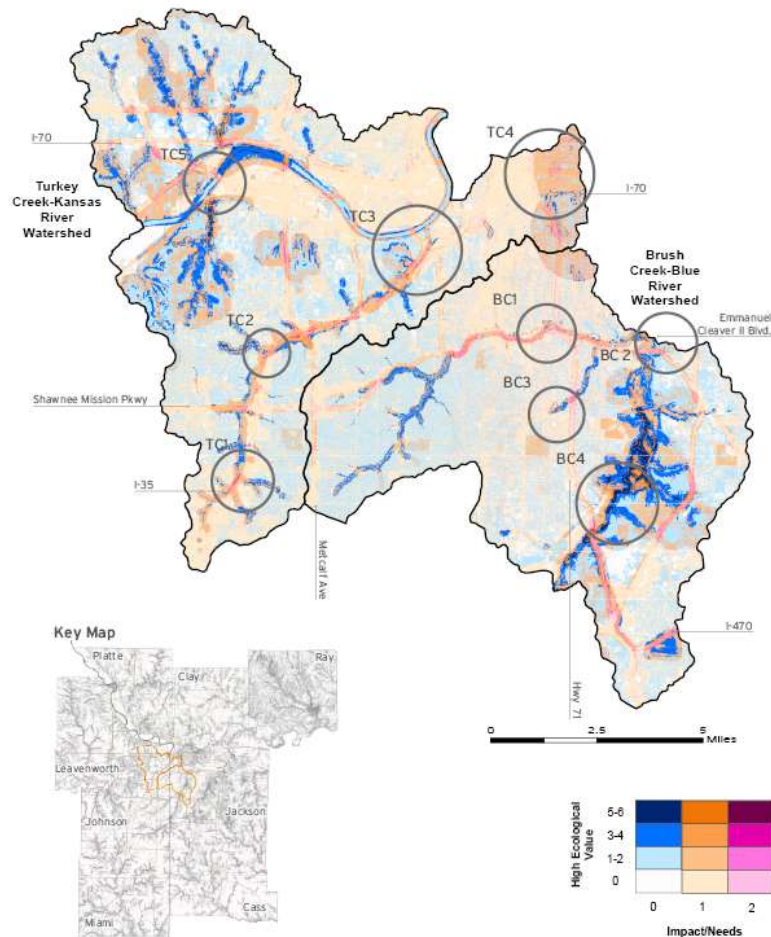 TC4
I-70
TC5
I-70
Turkey
Creek-Kansas
River
Watershed
TC3
Brush
Creek-Blue
River
Watershed
BC1
Emmanuel
Cleaver II Blvd.
TC2
BC 2
BC3
Shawnee Mission Pkwy
TC1
BC4
I-35
Metcalf Ave
Hwy 71
I-470
Key Map
Platte
Clay
Ray
Leavenworth
Jackson
Johnson
Cass
Miami
0 2.5 5
Miles
High Ecological
Value
5-6
3-4
1-2
0
0 1 2
Impact/Needs